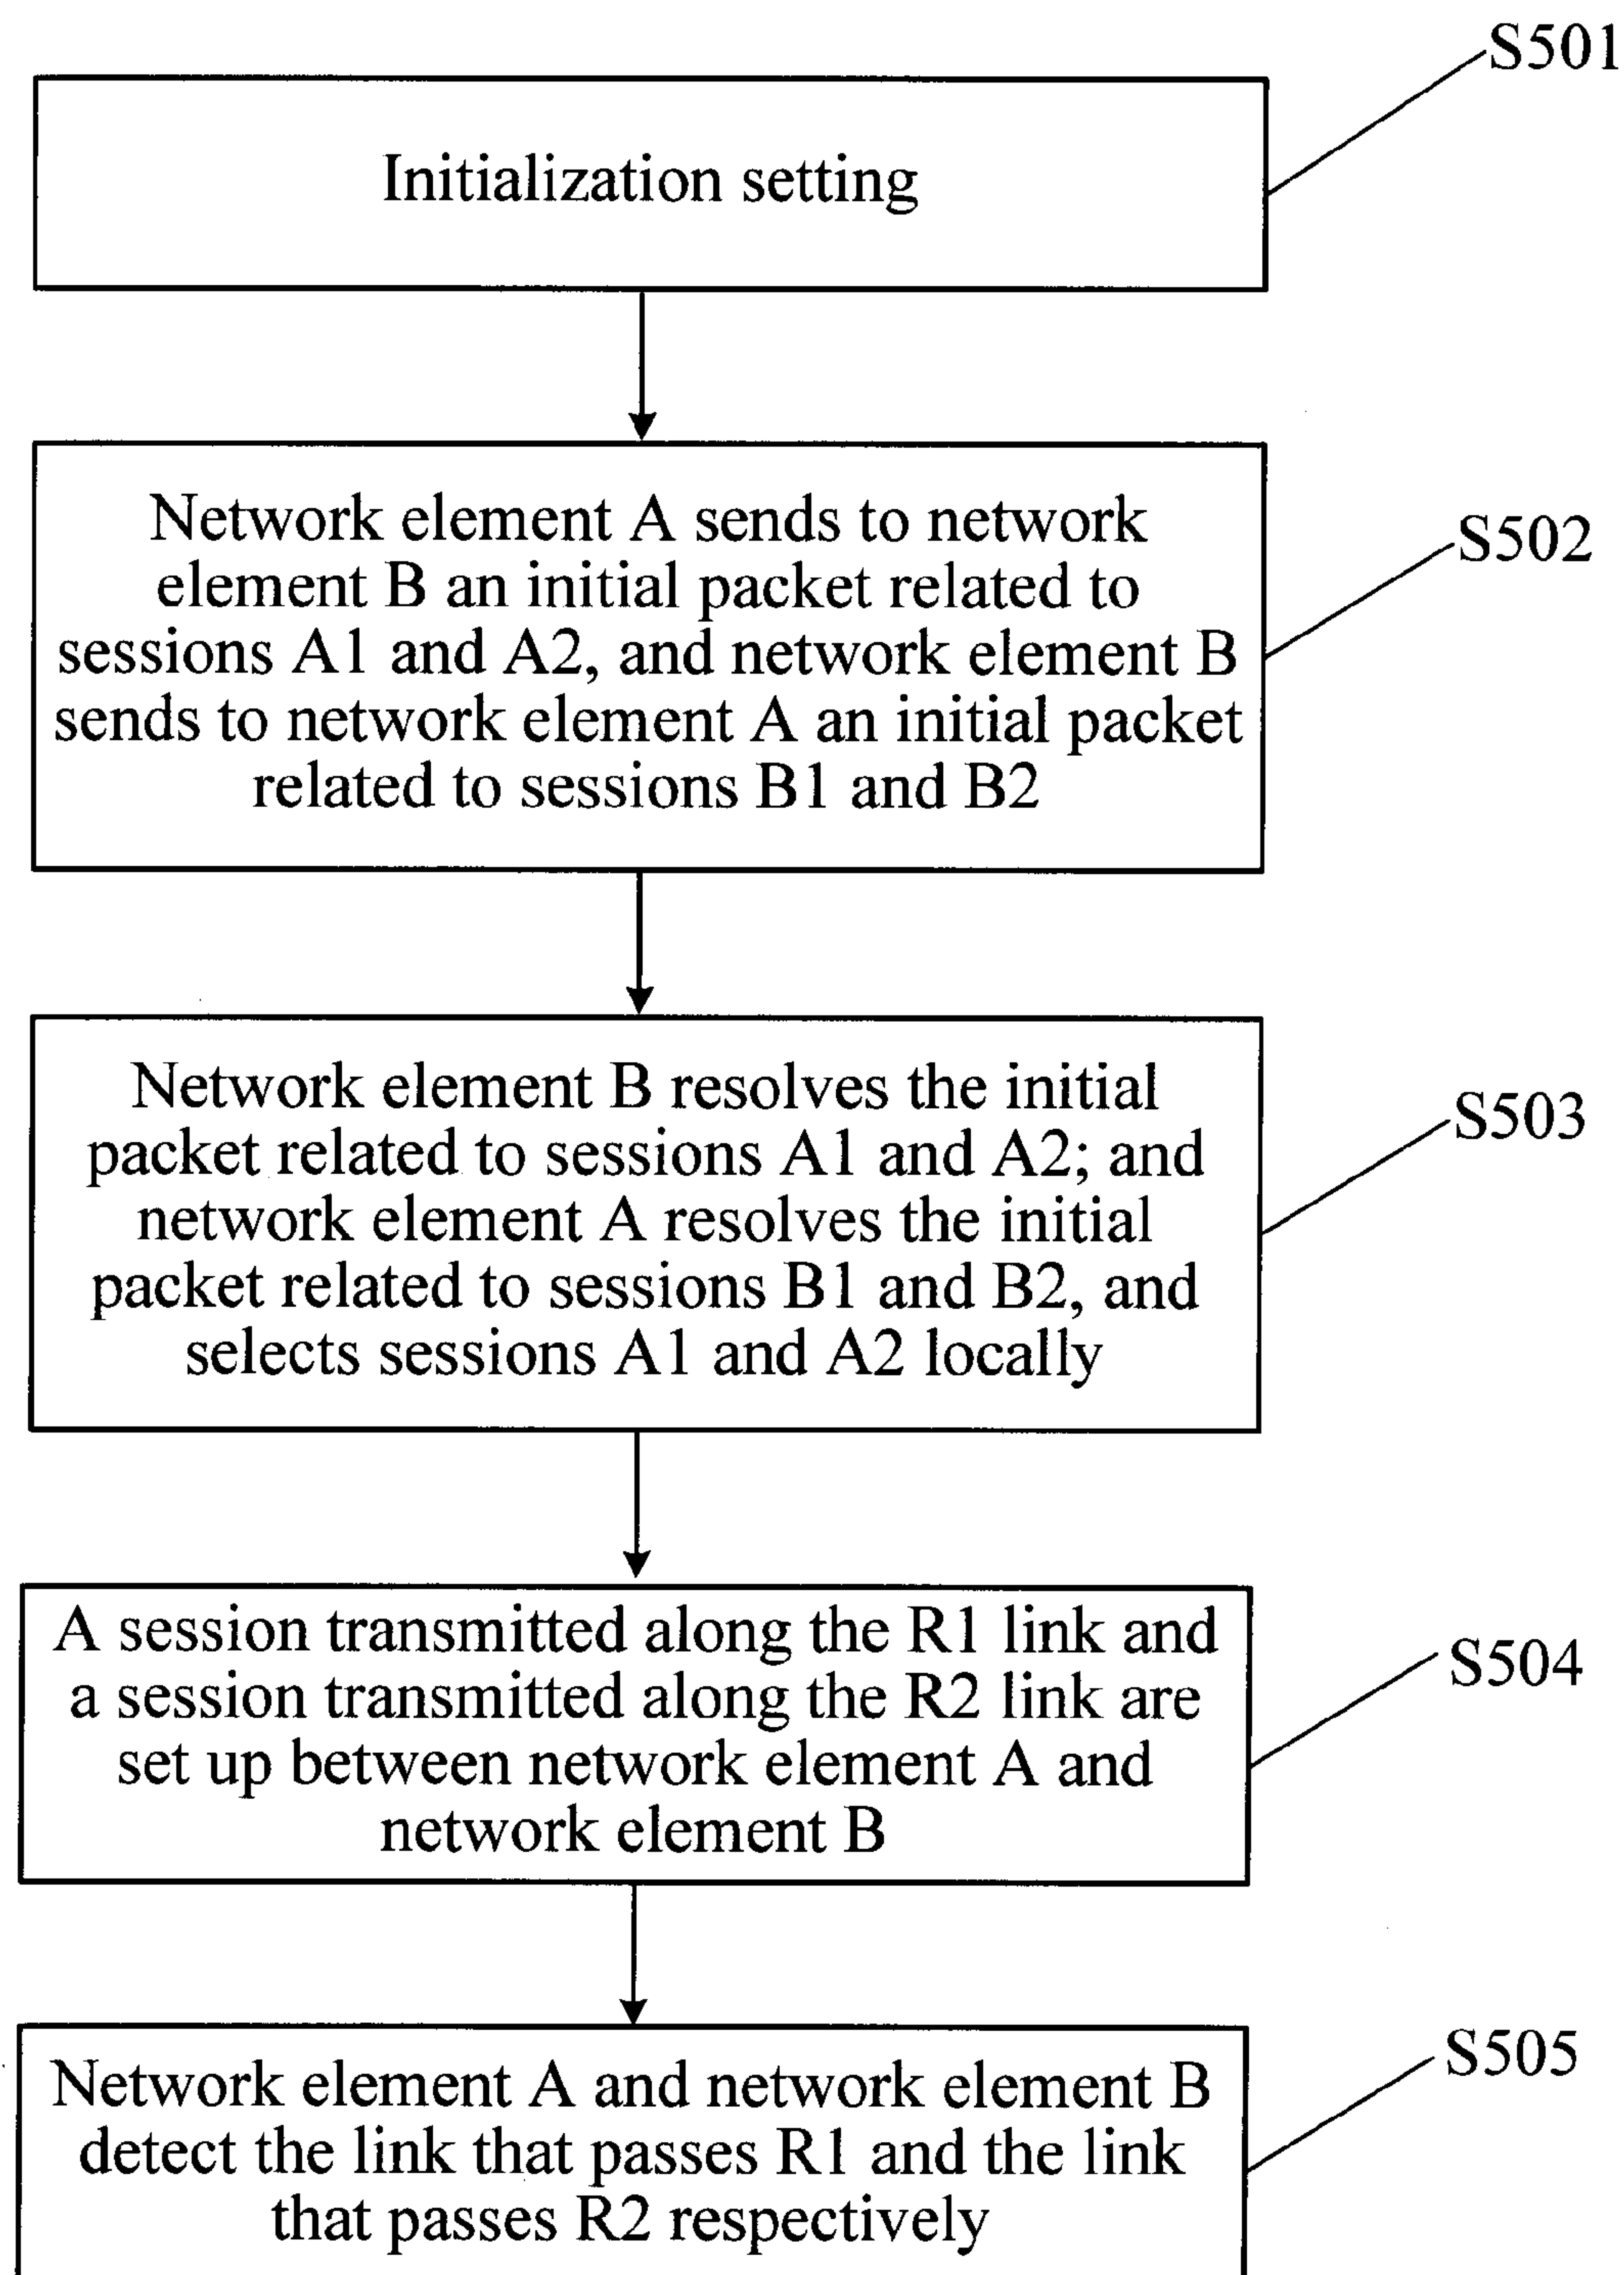 S501
Initialization setting
S502
Network element A sends to network
element B an initial packet related to
sessions A1 and A2, and network element B
sends to network element A an initial packet
related to sessions B1 and B2
S503
Network element B resolves the initial
packet related to sessions A1 and A2; and
network element A resolves the initial
packet related to sessions B1 and B2, and
selects sessions A1 and A2 locally
S504
A session transmitted along the R1 link and
a session transmitted along the R2 link are
set up between network element A and
network element B
S505
Network element A and network element B
detect the link that passes R1 and the link
that passes R2 respectively